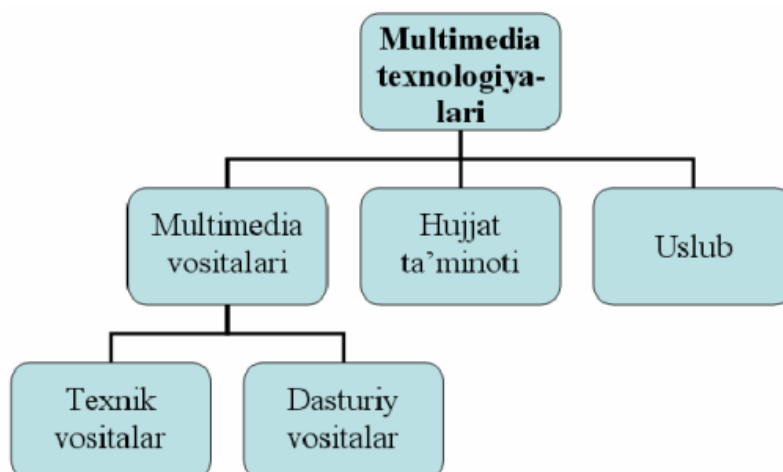 Multimedia
texnologiya-
lari
Multimedia
vositalari
Hujjat
ta’minoti
Uslub
Texnik
vositalar
Dasturiy
vositalar